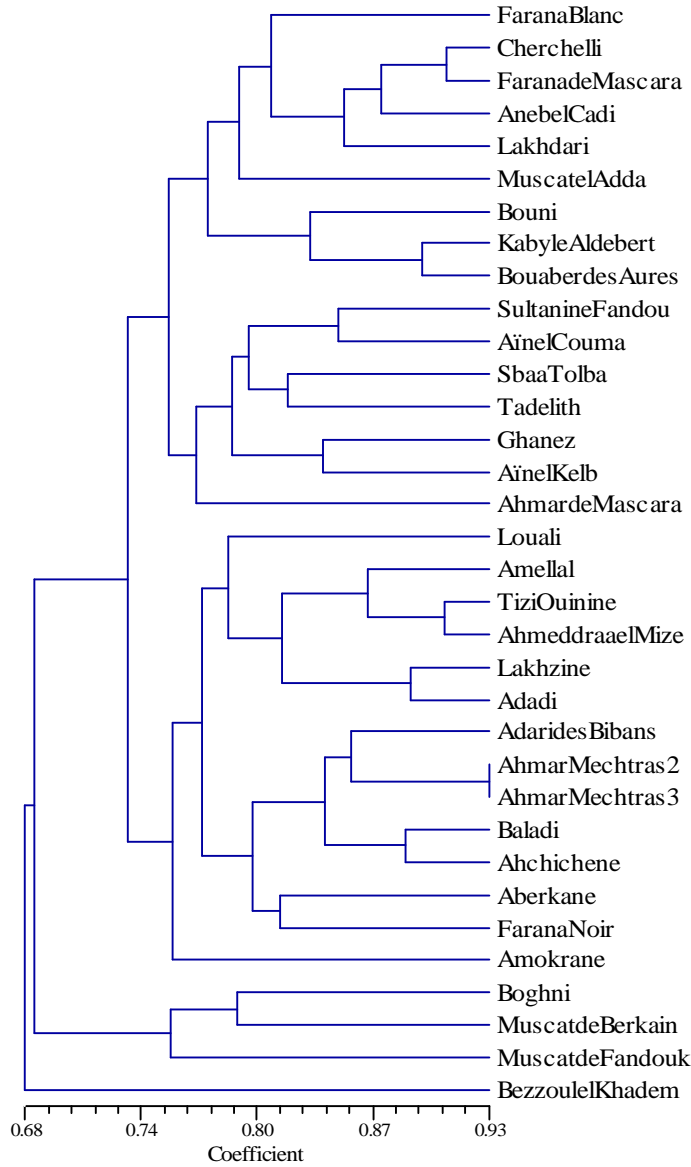 FaranaBlanc
Cherchelli
FaranadeMascara
AnebelCadi
Lakhdari
MuscatelAdda
Bouni
KabyleAldebert
BouaberdesAures
SultanineFandou
AïnelCouma
SbaaTolba
Tadelith
Ghanez
AïnelKelb
AhmardeMascara
Louali
Amellal
TiziOuinine
AhmeddraaelMize
Lakhzine
Adadi
AdaridesBibans
AhmarMechtras2
AhmarMechtras3
Baladi
Ahchichene
Aberkane
FaranaNoir
Amokrane
Boghni
MuscatdeBerkain
MuscatdeFandouk
BezzoulelKhadem
0.68 0.74 0.80 0.87 0.93
Coefficient